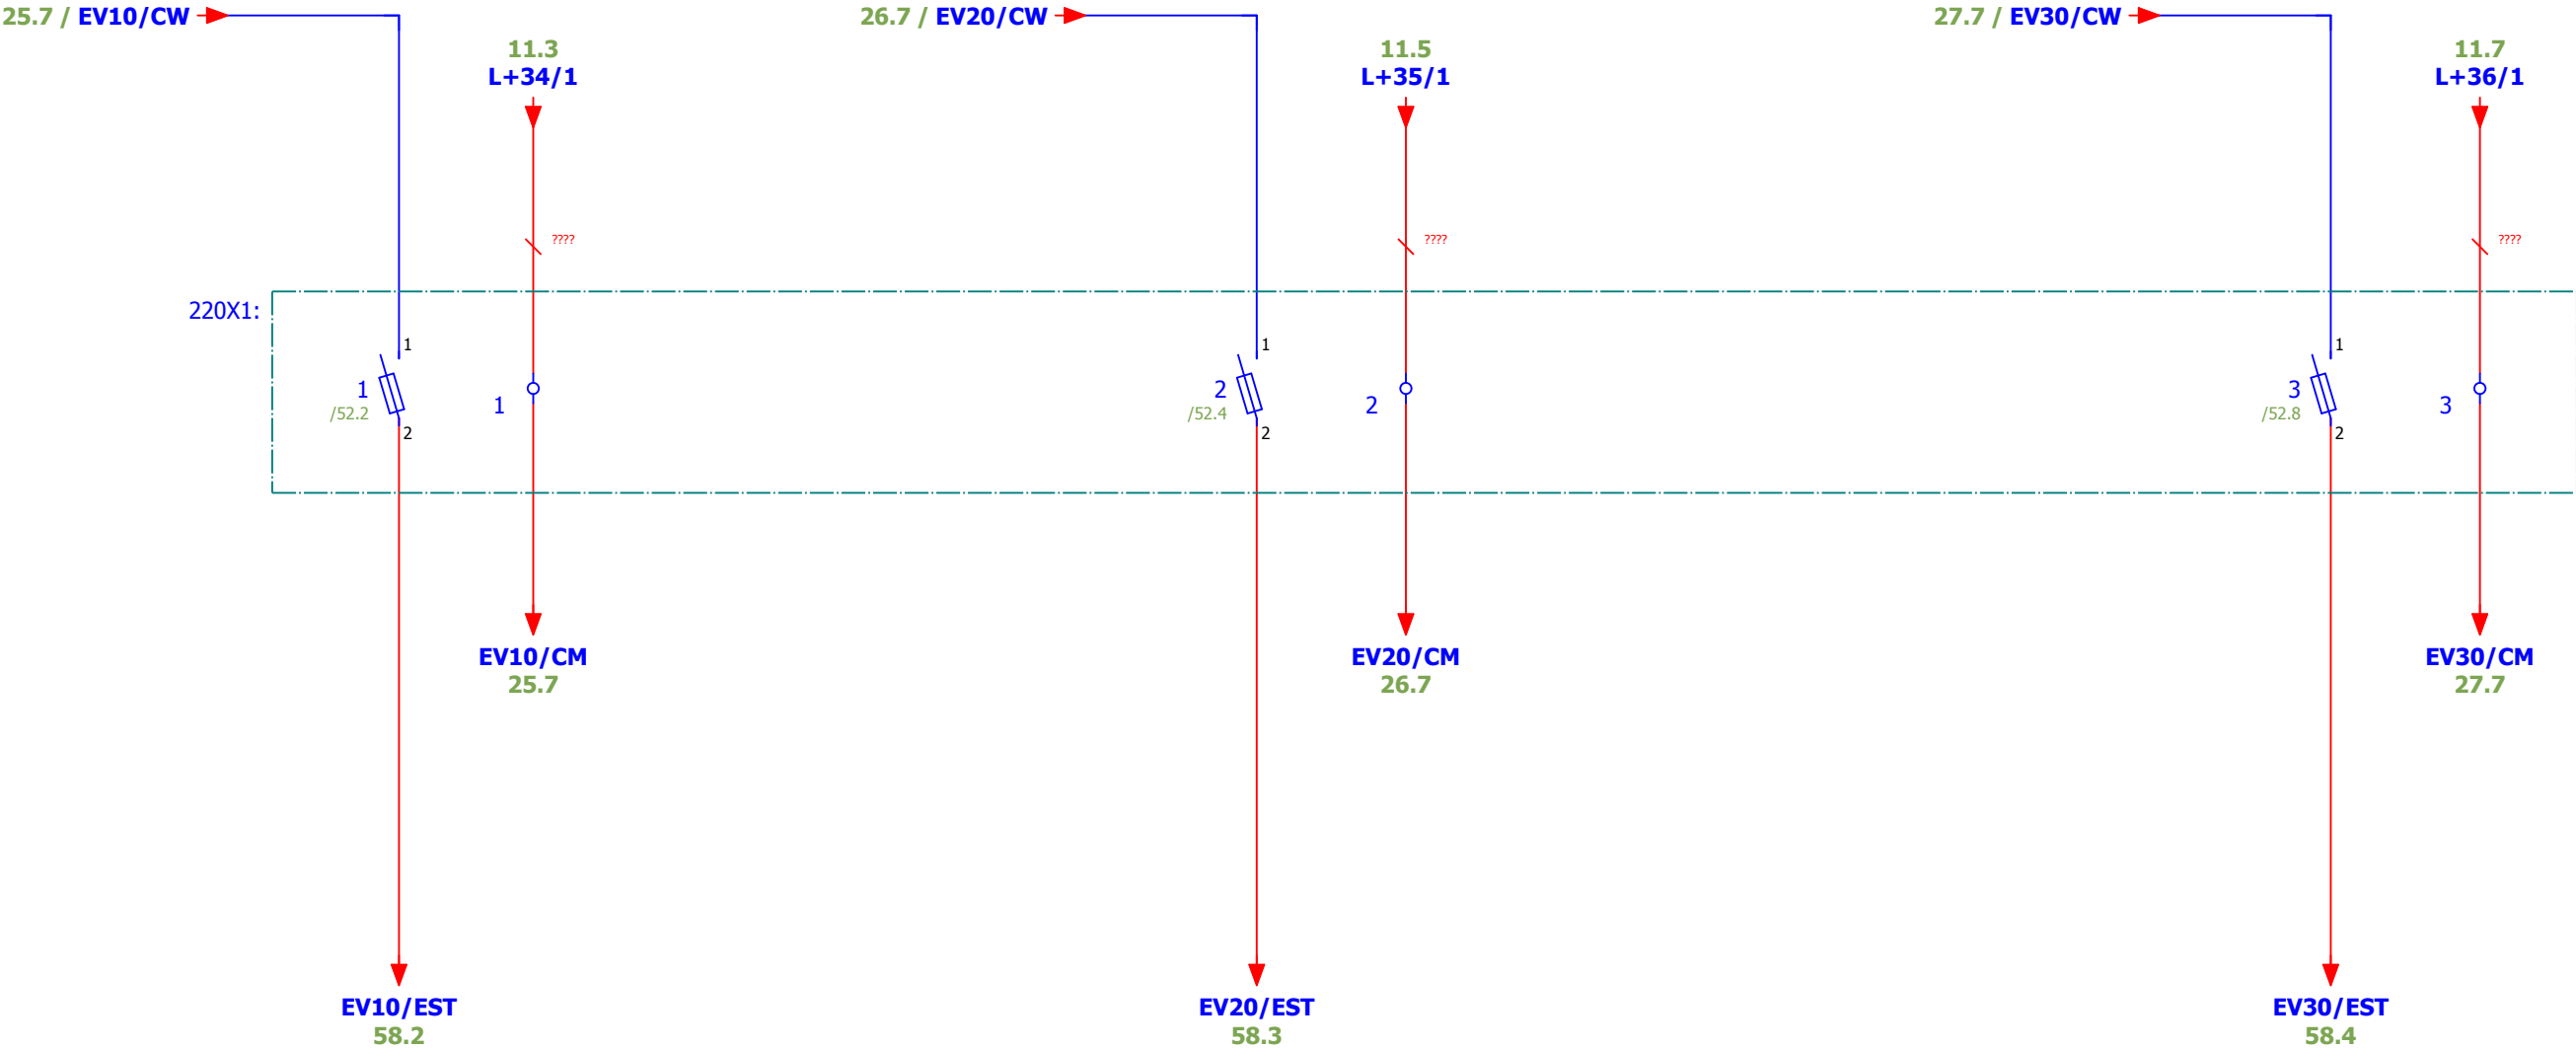 25.7 / EV10/CW
26.7 / EV20/CW
27.7 / EV30/CW
11.3
L+34/1
11.5
L+35/1
11.7
L+36/1
????
????
????
220X1:
1
1
/52.2
2
1
1
2
/52.4
2
2
1
3
/52.8
2
3
EV10/CM
25.7
EV20/CM
26.7
EV30/CM
27.7
EV10/EST
58.2
EV20/EST
58.3
EV30/EST
58.4